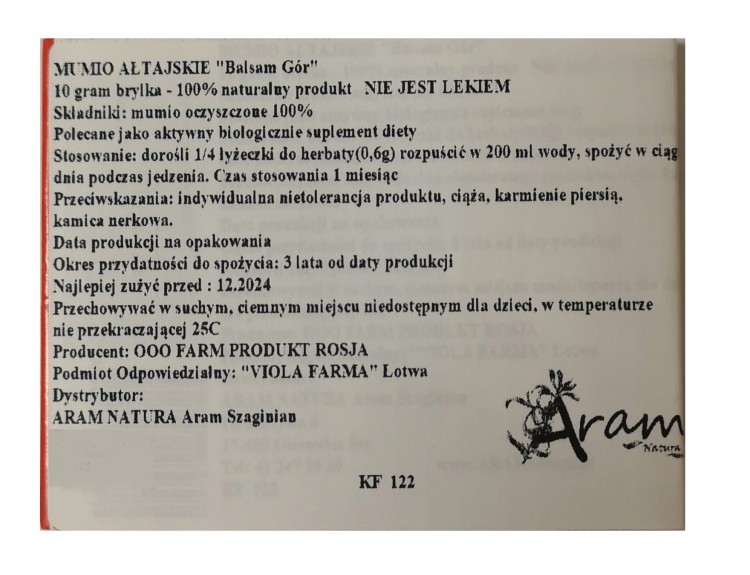 MUMIO AŁTAJSKIE "Balsam Gór"
10 gram bryłka - 100% naturalny produkt NIE JEST LEKIEM
Składniki: mumio oczyszczone 100%
Polecane jako aktywny biologicznie suplement diety
Stosowanie: dorośli 1/4 łyżeczki do herbaty(0,6g) rozpuścić w 200 ml wody, spożyć w ciąg
dnia podczas jedzenia. Czas stosowania 1 miesiąc
Przeciwskazania: indywidualna nietolerancja produktu, ciąża, karmienie piersią,
kamica nerkowa.
Data produkcji na opakowania
Okres przydatności do spożycia: 3 lata od daty produkcji
Najlepiej zużyć przed : 12.2024
Przechowywać w suchym, ciemnym miejscu niedostępnym dla dzieci, w temperaturze
nie przekraczającej 25C
Producent: OOO FARM PRODUKT ROSJA
Podmiot Odpowiedzialny: "VIOLA FARMA" Łotwa
Dystrybutor:
ARAM NATURA Aram Szaginian
Aram
Natura
KF 122